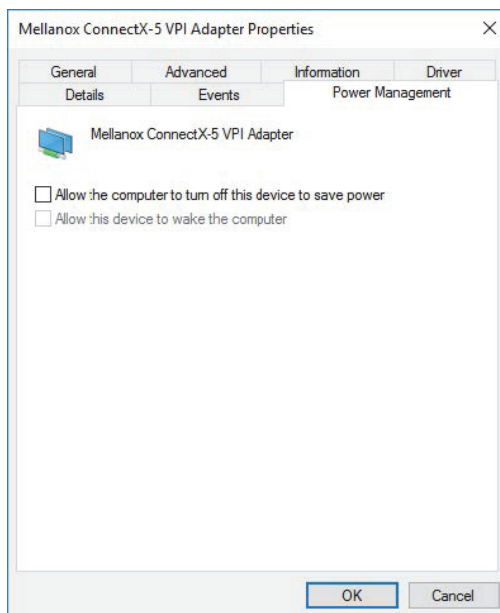 Mellanox ConnectX-5 VPI Adapter Properties
General Advanced Information Driver
Details Events Power Management
Mellanox ConnectX-5 VPI Adapter
Allow the computer to turn off this device to save power
Allow this device to wake the computer
OK Cancel